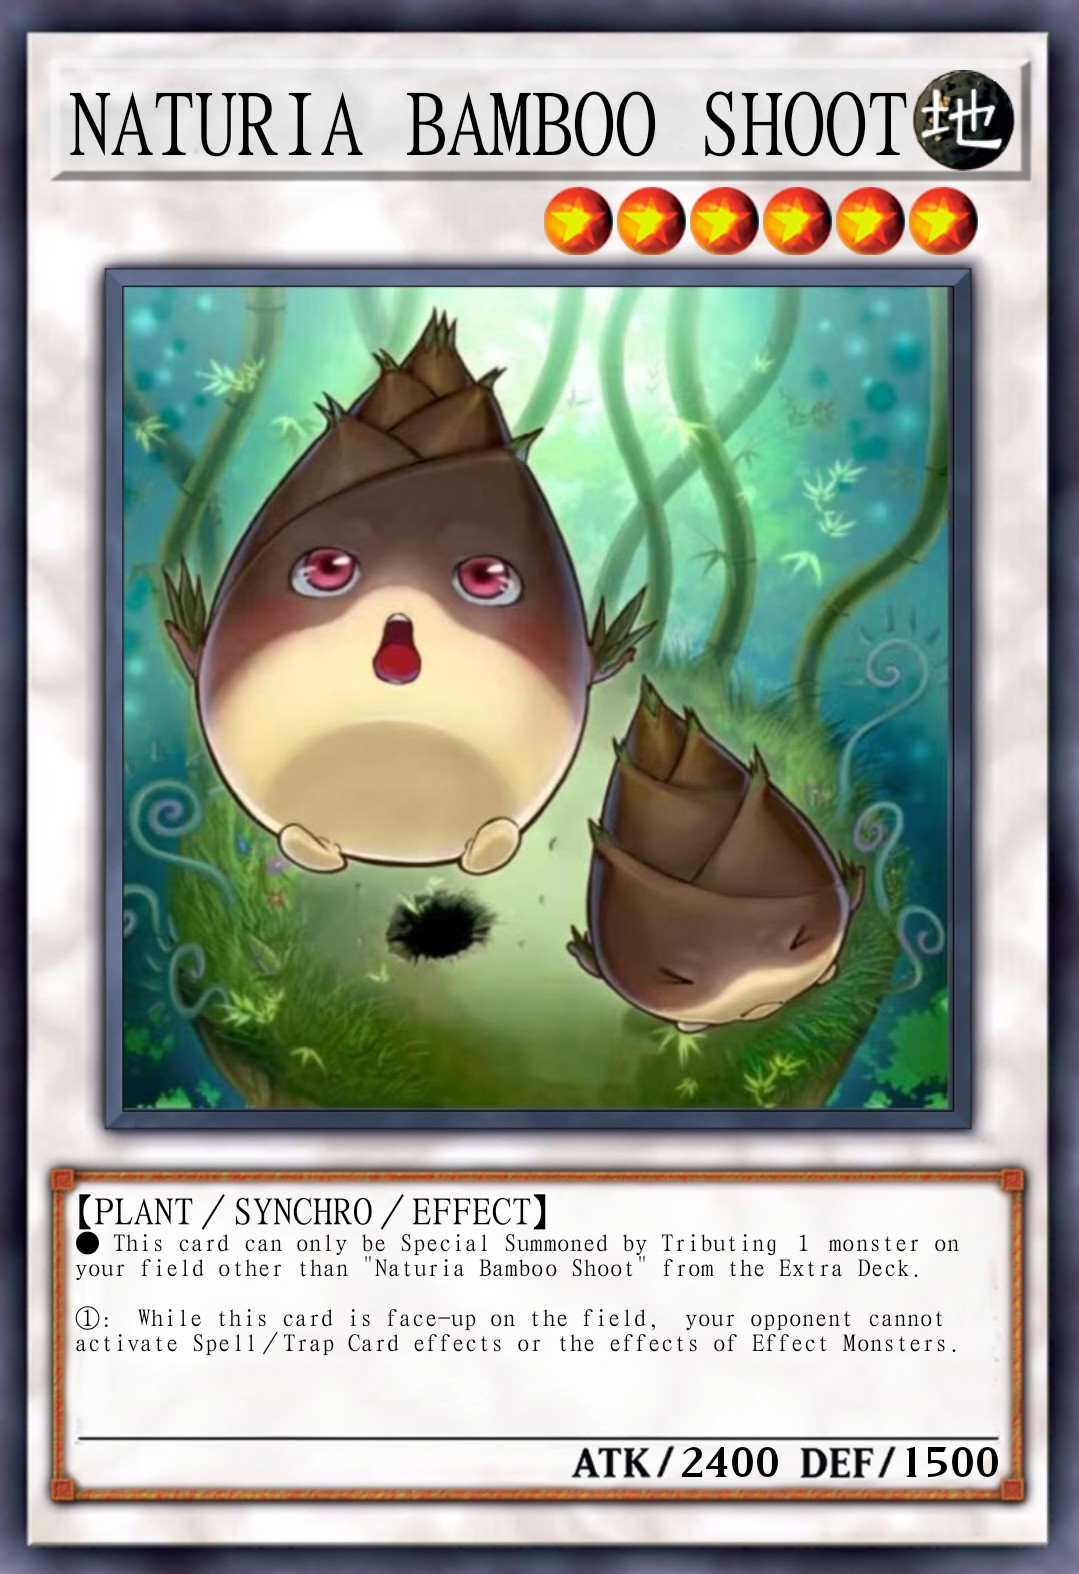 NATURIA BAMBOO SHOOT
地
【PLANT／SYNCHRO／EFFECT】
● This card can only be Special Summoned by Tributing 1 monster on
your field other than "Naturia Bamboo Shoot" from the Extra Deck.
①: While this card is face-up on the field, your opponent cannot
activate Spell／Trap Card effects or the effects of Effect Monsters.
ATK/2400 DEF/1500